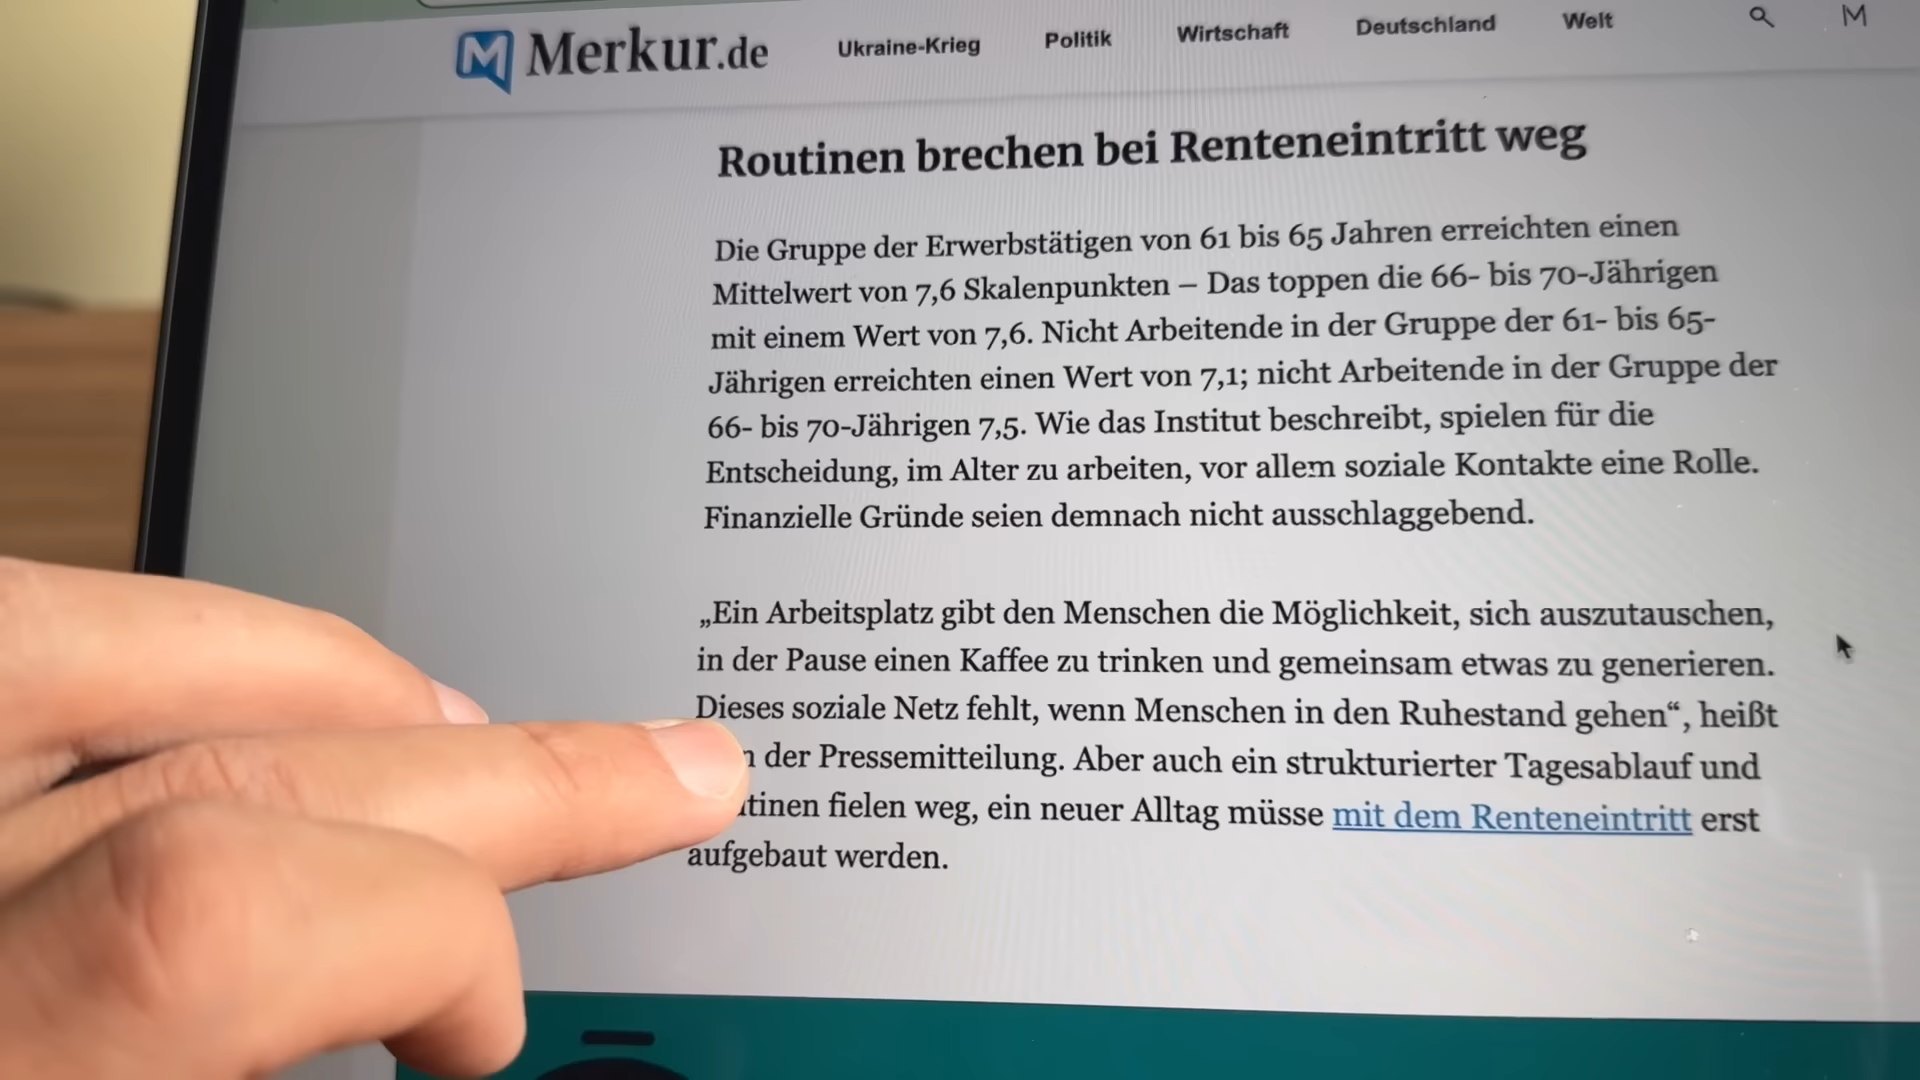 Merkur.de
Ukraine-Krieg Politik Wirtschaft Deutschland Welt
M
Routinen brechen bei Renteneintritt weg
Die Gruppe der Erwerbstätigen von 61 bis 65 Jahren erreichten einen
Mittelwert von 7,6 Skalenpunkten – Das toppen die 66- bis 70-Jährigen
mit einem Wert von 7,6. Nicht Arbeitende in der Gruppe der 61- bis 65-
Jährigen erreichten einen Wert von 7,1; nicht Arbeitende in der Gruppe der
66- bis 70-Jährigen 7,5. Wie das Institut beschreibt, spielen für die
Entscheidung, im Alter zu arbeiten, vor allem soziale Kontakte eine Rolle.
Finanzielle Gründe seien demnach nicht ausschlaggebend.
„Ein Arbeitsplatz gibt den Menschen die Möglichkeit, sich auszutauschen,
in der Pause einen Kaffee zu trinken und gemeinsam etwas zu generieren.
Dieses soziale Netz fehlt, wenn Menschen in den Ruhestand gehen“, heißt
der Pressemitteilung. Aber auch ein strukturierter Tagesablauf und
fielen weg, ein neuer Alltag müsse mit dem Renteneintritt erst
aufgebaut werden.